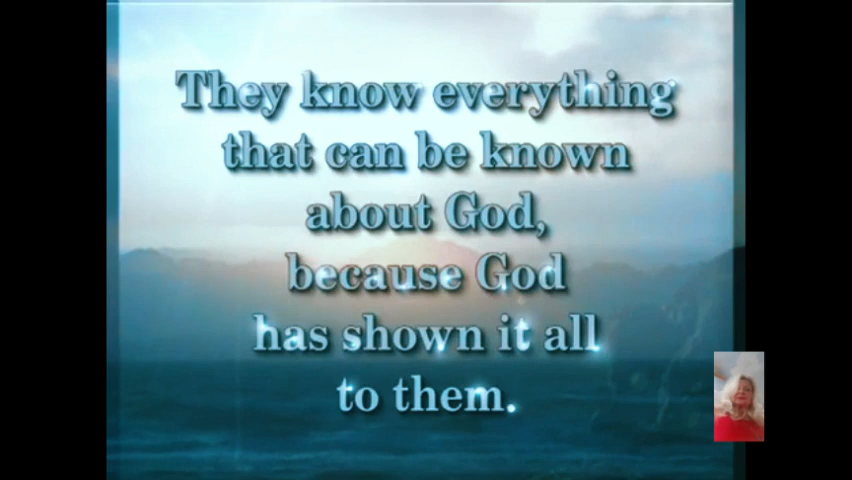 They know everything
that can be known
about God,
because God
has shown it all
to them.